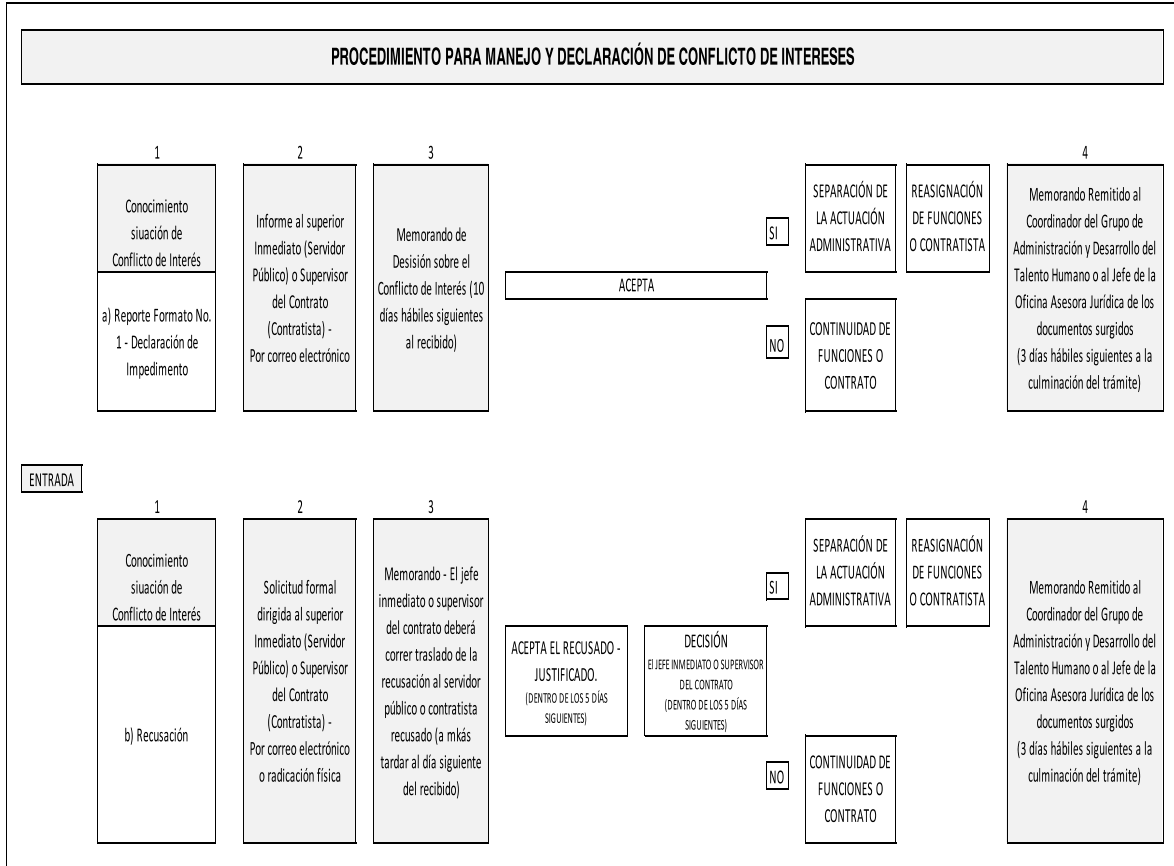 PROCEDIMIENTO PARA MANEJO Y DECLARACIÓN DE CONFLICTO DE INTERESES
1
Conocimiento
siuación de
Conflicto de Interés
a) Reporte Formato No.
1 - Declaración de
Impedimento
2
Informe al superior
Inmediato (Servidor
Público) o Supervisor
del Contrato
(Contratista) -
Por correo electrónico
3
Memorando de
Desisión sobre el
Conflicto de Interés (10
días hábiles siguientes
al recibido)
ACEPTA
SI
SEPARACIÓN DE
LA ACTUACIÓN
ADMINISTRATIVA
REASIGNACIÓN
DE FUNCIONES
O CONTRATISTA
NO
CONTINUIDAD DE
FUNCIONES O
CONTRATO
4
Memorando Remitido al
Coordinador del Grupo de
Administración y Desarrollo del
Talento Humano o al Jefe de la
Oficina Asesora Jurídica de los
documentos surgidos
(3 días hábiles siguientes a la
culminación del trámite)
ENTRADA
1
Conocimiento
siuación de
Conflicto de Interés
b) Recusación
2
Solicitud formal
dirigida al superior
Inmediato (Servidor
Público) o Supervisor
del Contrato
(Contratista) -
Por correo electrónico
o radicación física
3
Memorando - El jefe
inmediato o supervisor
del contrato deberá
correr traslado de la
recusación al servidor
público o contratista
recusado (a mkás
tardar al día siguiente
del recibido)
ACEPTA EL RECUSADO -
JUSTIFICADO.
(DENTRO DE LOS 5 DÍAS
SIGUIENTES)
DECISIÓN
El JEFE INMEDIATO O SUPERVISOR
DEL CONTRATO
(DENTRO DE LOS 5 DÍAS
SIGUIENTES)
SI
SEPARACIÓN DE
LA ACTUACIÓN
ADMINISTRATIVA
REASIGNACIÓN
DE FUNCIONES
O CONTRATISTA
NO
CONTINUIDAD DE
FUNCIONES O
CONTRATO
4
Memorando Remitido al
Coordinador del Grupo de
Administración y Desarrollo del
Talento Humano o al Jefe de la
Oficina Asesora Jurídica de los
documentos surgidos
(3 días hábiles siguientes a la
culminación del trámite)